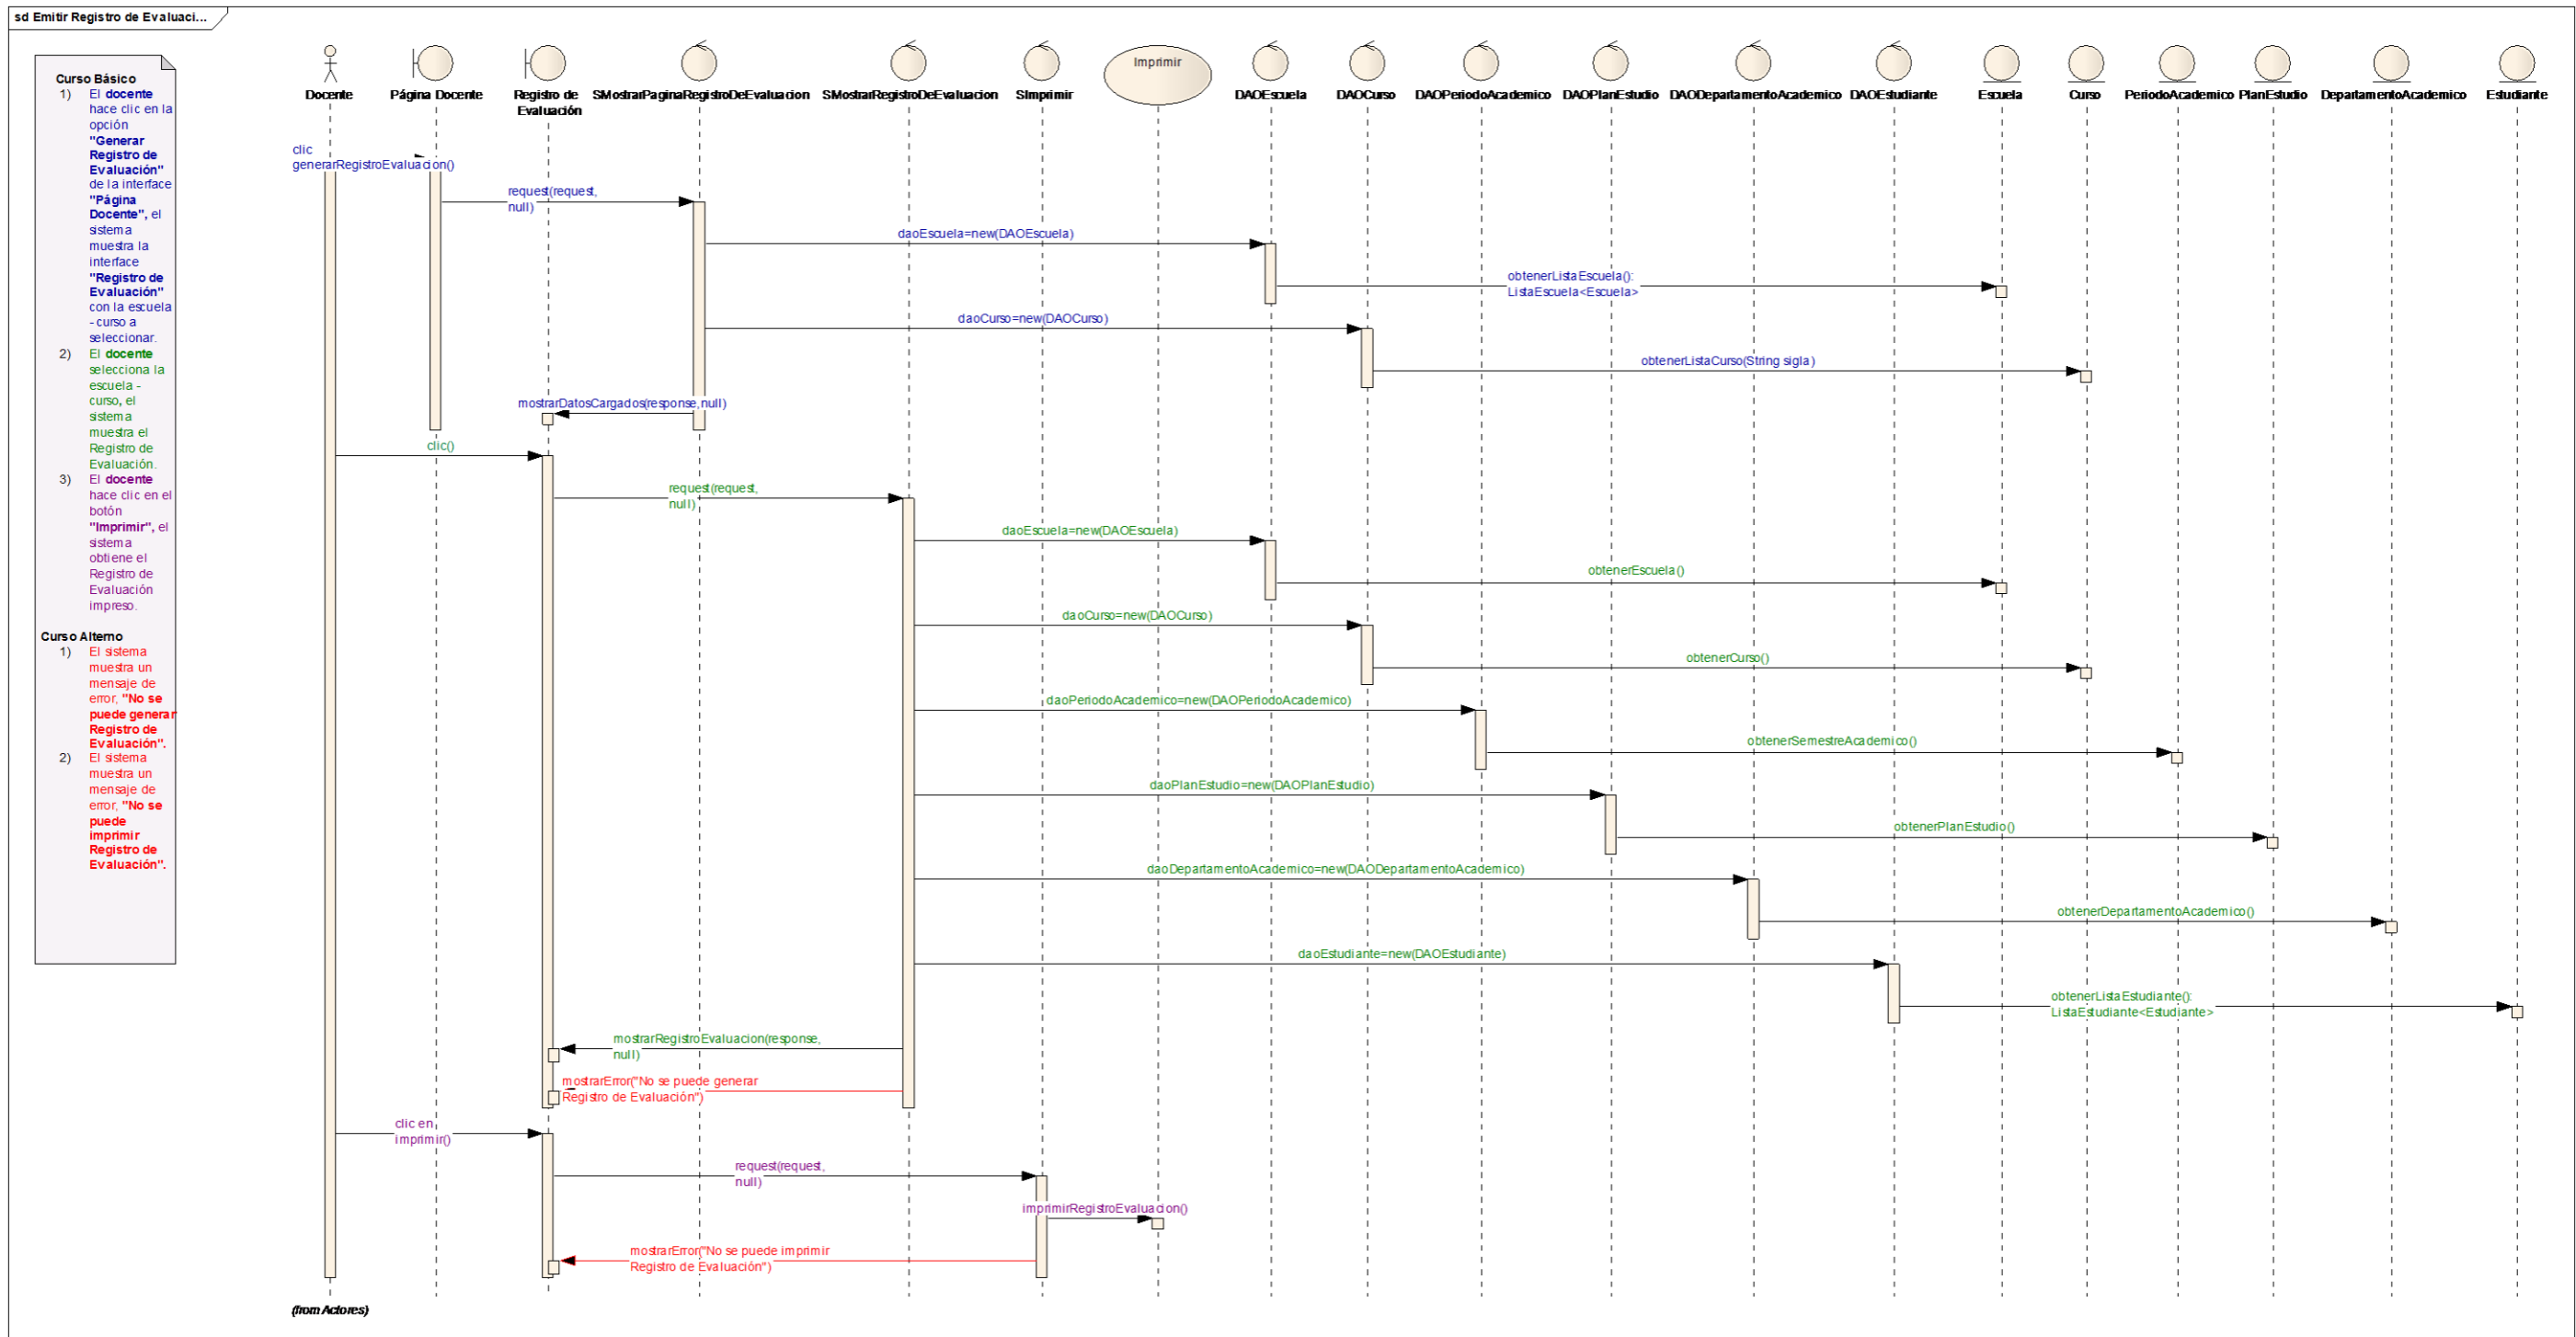 sd Emitir Registro de Evaluaci...
Curso Básico
1) El docente
hace clic en la
opción
"Generar
Registro de
Evaluación"
de la interface
"Página
Docente", el
sistema
muestra la
interface
"Registro de
Evaluación"
con la escuela
- curso a
seleccionar.
2) El docente
selecciona la
escuela -
curso, el
sistema
muestra el
Registro de
Evaluación.
3) El docente
hace clic en el
botón
"Imprimir", el
sistema
obtiene el
Registro de
Evaluación
impreso.
Curso Alterno
1) El sistema
muestra un
mensaje de
error, "No se
puede generar
Registro de
Evaluación".
2) El sistema
muestra un
mensaje de
error, "No se
puede
imprimir
Registro de
Evaluación".
Docente
Página Docente
Registro de
Evaluación
SMostrarPaginaRegistroDeEvaluacion
SMostrarRegistroDeEvaluacion
SImprimir
Imprimir
DAOEscuela
DAOCurso
DAOPeriodoAcademico
DAOPlanEstudio
DAODepartamentoAcademico
DAOEstudiante
Escuela
Curso
PeriodoAcademico
PlanEstudio
DepartamentoAcademico
Estudiante
clic
generarRegistroEvaluacion()
request(request,
null)
daoEscuela=new(DAOEscuela)
obtenerListaEscuela():
ListaEscuela<Escuela>
daoCurso=new(DAOCurso)
obtenerListaCurso(String sigla)
mostrarDatosCargados(response,null)
clic()
request(request,
null)
daoEscuela=new(DAOEscuela)
obtenerEscuela()
daoCurso=new(DAOCurso)
obtenerCurso()
daoPeriodoAcademico=new(DAOPeriodoAcademico)
obtenerSemestreAcademico()
daoPlanEstudio=new(DAOPlanEstudio)
obtenerPlanEstudio()
daoDepartamentoAcademico=new(DAODepartamentoAcademico)
obtenerDepartamentoAcademico()
daoEstudiante=new(DAOEstudiante)
obtenerListaEstudiante():
ListaEstudiante<Estudiante>
mostrarRegistroEvaluacion(response,
null)
mostrarError("No se puede generar
Registro de Evaluación")
clic en
imprimir()
request(request,
null)
imprimirRegistroEvaluacion()
mostrarError("No se puede imprimir
Registro de Evaluación")
(from Actores)